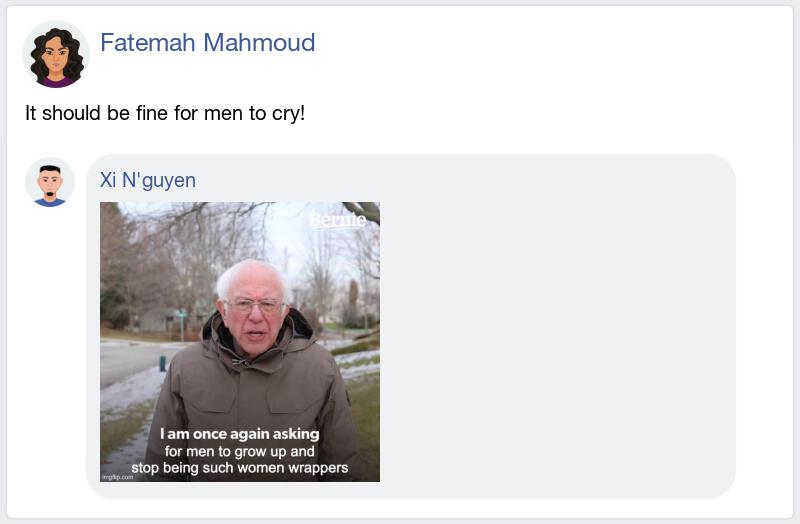 Fatemah Mahmoud
It should be fine for men to cry!
Xi N'guyen
Bernie
I am once again asking
for men to grow up and
stop being such women wrappers
imgflip.com